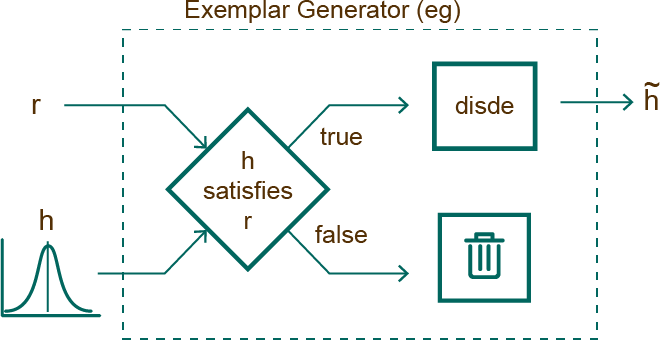 Exemplar Generator (eg)
r
h
h
satisfies
r
true
false
disde
h̃